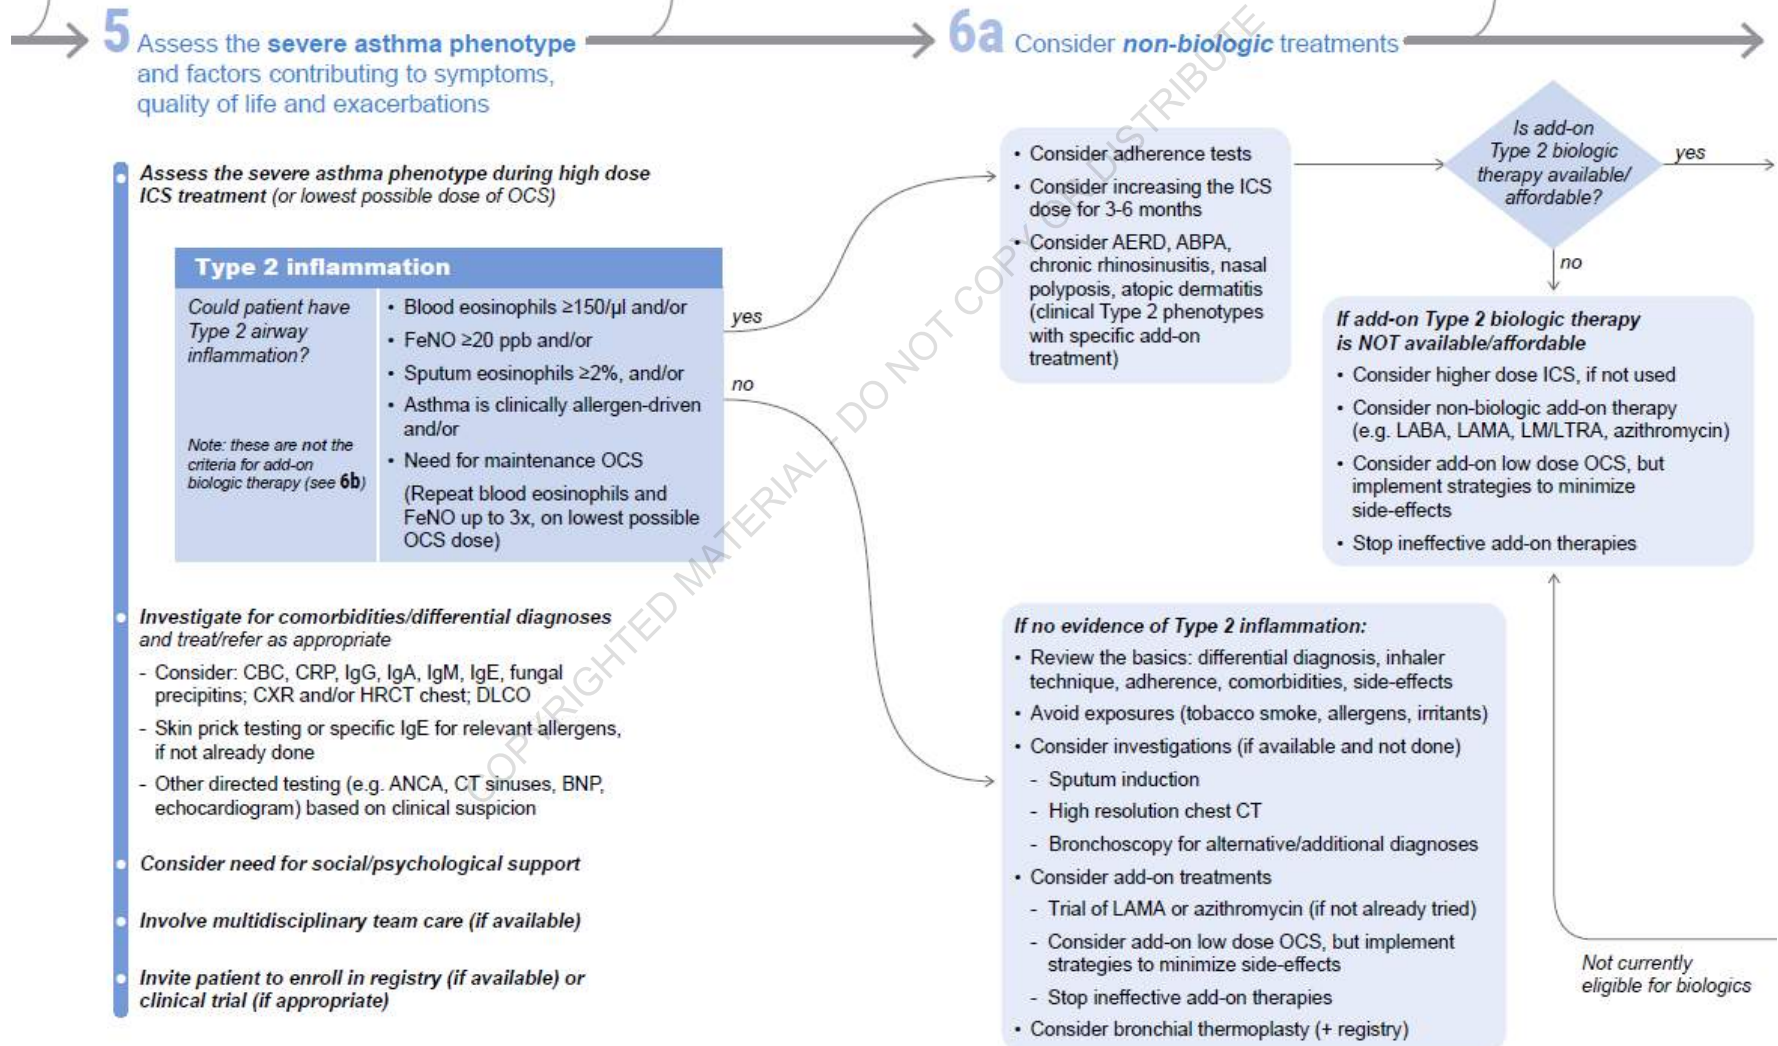 5 Assess the severe asthma phenotype
and factors contributing to symptoms,
quality of life and exacerbations
Assess the severe asthma phenotype during high dose
ICS treatment (or lowest possible dose of OCS)
Type 2 inflammation
Could patient have
Type 2 airway
inflammation?
Note: these are not the
criteria for add-on
biologic therapy (see 6b)
• Blood eosinophils ≥150/μl and/or
• FeNO ≥20 ppb and/or
• Sputum eosinophils ≥2%, and/or
• Asthma is clinically allergen-driven
and/or
• Need for maintenance OCS
(Repeat blood eosinophils and
FeNO up to 3x, on lowest possible
OCS dose)
yes
no
Investigate for comorbidities/differential diagnoses
and treat/refer as appropriate
- Consider: CBC, CRP, IgG, IgA, IgM, IgE, fungal
precipitins; CXR and/or HRCT chest; DLCO
- Skin prick testing or specific IgE for relevant allergens,
if not already done
- Other directed testing (e.g. ANCA, CT sinuses, BNP,
echocardiogram) based on clinical suspicion
Consider need for social/psychological support
Involve multidisciplinary team care (if available)
Invite patient to enroll in registry (if available) or
clinical trial (if appropriate)
6a Consider non-biologic treatments
• Consider adherence tests
• Consider increasing the ICS
dose for 3-6 months
• Consider AERD, ABPA,
chronic rhinosinusitis, nasal
polyposis, atopic dermatitis
(clinical Type 2 phenotypes
with specific add-on
treatment)
Is add-on
Type 2 biologic
therapy available/
affordable?
yes
no
If add-on Type 2 biologic therapy
is NOT available/affordable
• Consider higher dose ICS, if not used
• Consider non-biologic add-on therapy
(e.g. LABA, LAMA, LM/LTRA, azithromycin)
• Consider add-on low dose OCS, but
implement strategies to minimize
side-effects
• Stop ineffective add-on therapies
If no evidence of Type 2 inflammation:
• Review the basics: differential diagnosis, inhaler
technique, adherence, comorbidities, side-effects
• Avoid exposures (tobacco smoke, allergens, irritants)
• Consider investigations (if available and not done)
- Sputum induction
- High resolution chest CT
- Bronchoscopy for alternative/additional diagnoses
• Consider add-on treatments
- Trial of LAMA or azithromycin (if not already tried)
- Consider add-on low dose OCS, but implement
strategies to minimize side-effects
- Stop ineffective add-on therapies
• Consider bronchial thermoplasty (+ registry)
Not currently
eligible for biologics
COPYRIGHTED MATERIAL - DO NOT COPY OR DISTRIBUTE